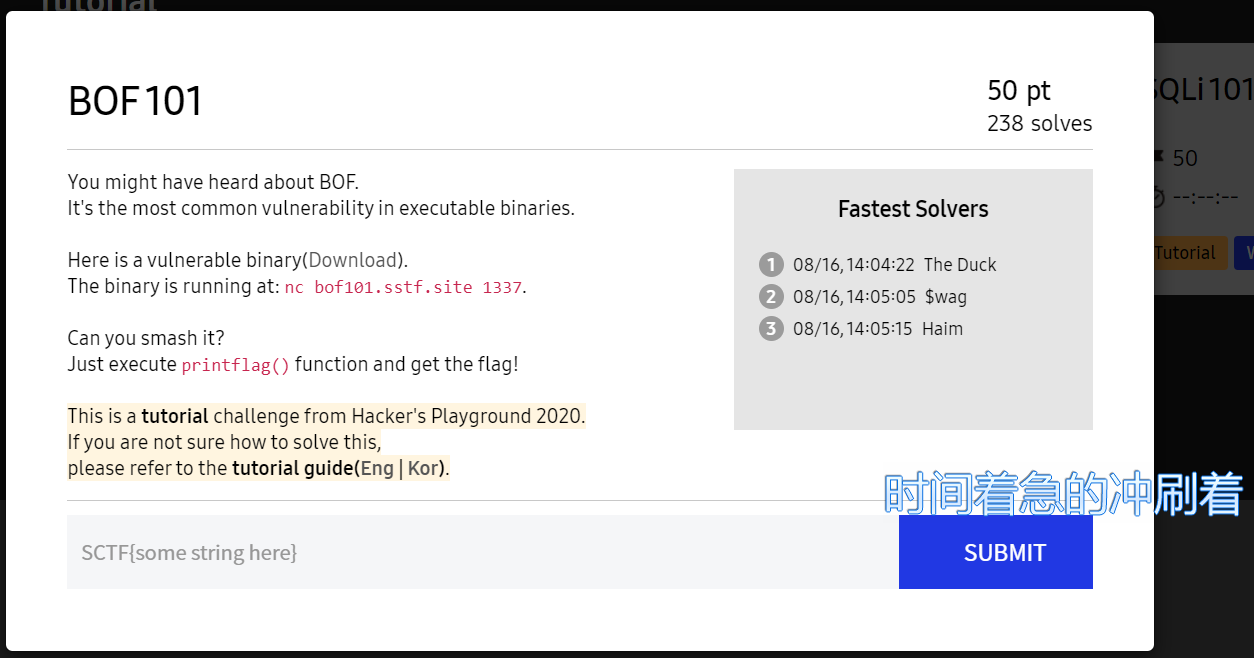 Tutorial
BOF 101
50 pt
238 solves
You might have heard about BOF.
It's the most common vulnerability in executable binaries.
Here is a vulnerable binary(Download).
The binary is running at: nc bof101.sstf.site 1337.
Can you smash it?
Just execute printflag() function and get the flag!
This is a tutorial challenge from Hacker's Playground 2020.
If you are not sure how to solve this,
please refer to the tutorial guide(Eng | Kor).
Fastest Solvers
1 08/16, 14:04:22 The Duck
2 08/16, 14:05:05 $wag
3 08/16, 14:05:15 Haim
SQLi 101
50
--:--:--
Tutorial
时间着急的冲刷着
SCTF{some string here}
SUBMIT